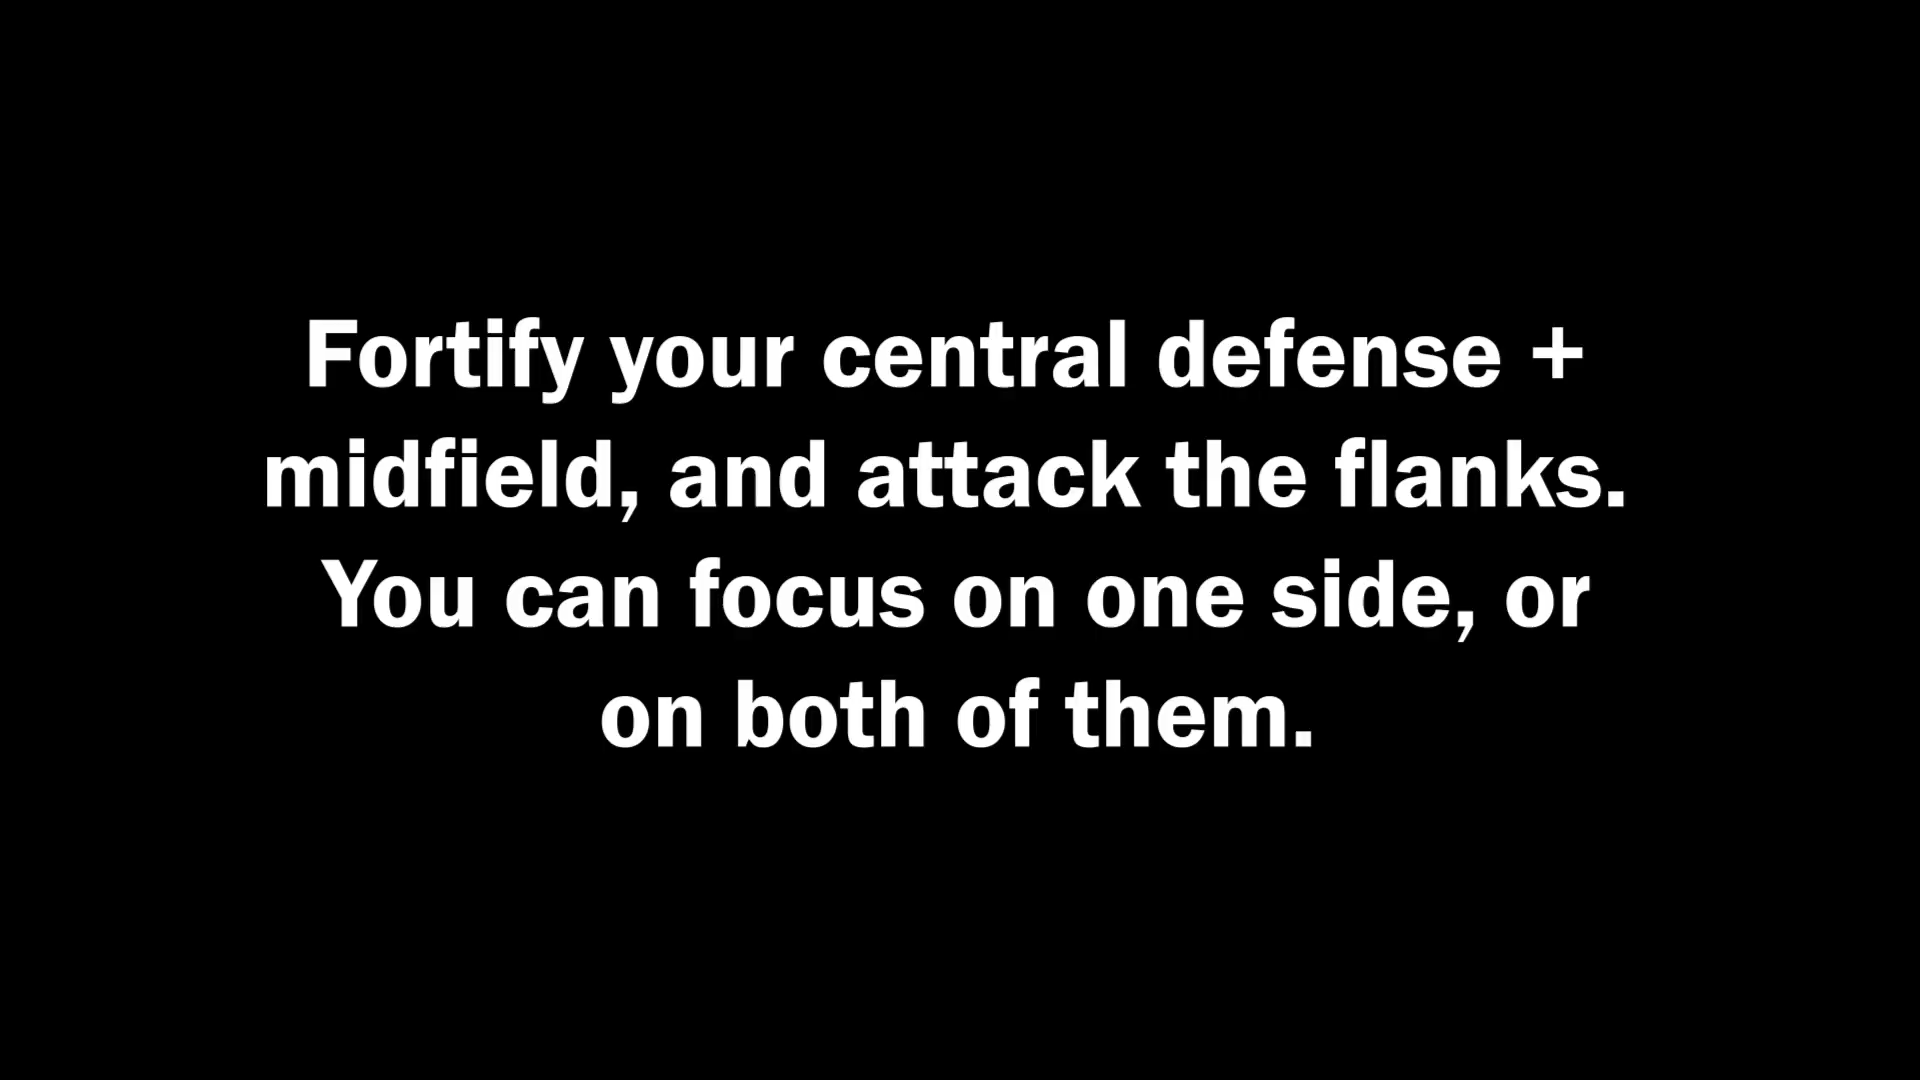 Fortify your central defense +
midfield, and attack the flanks.
You can focus on one side, or
on both of them.